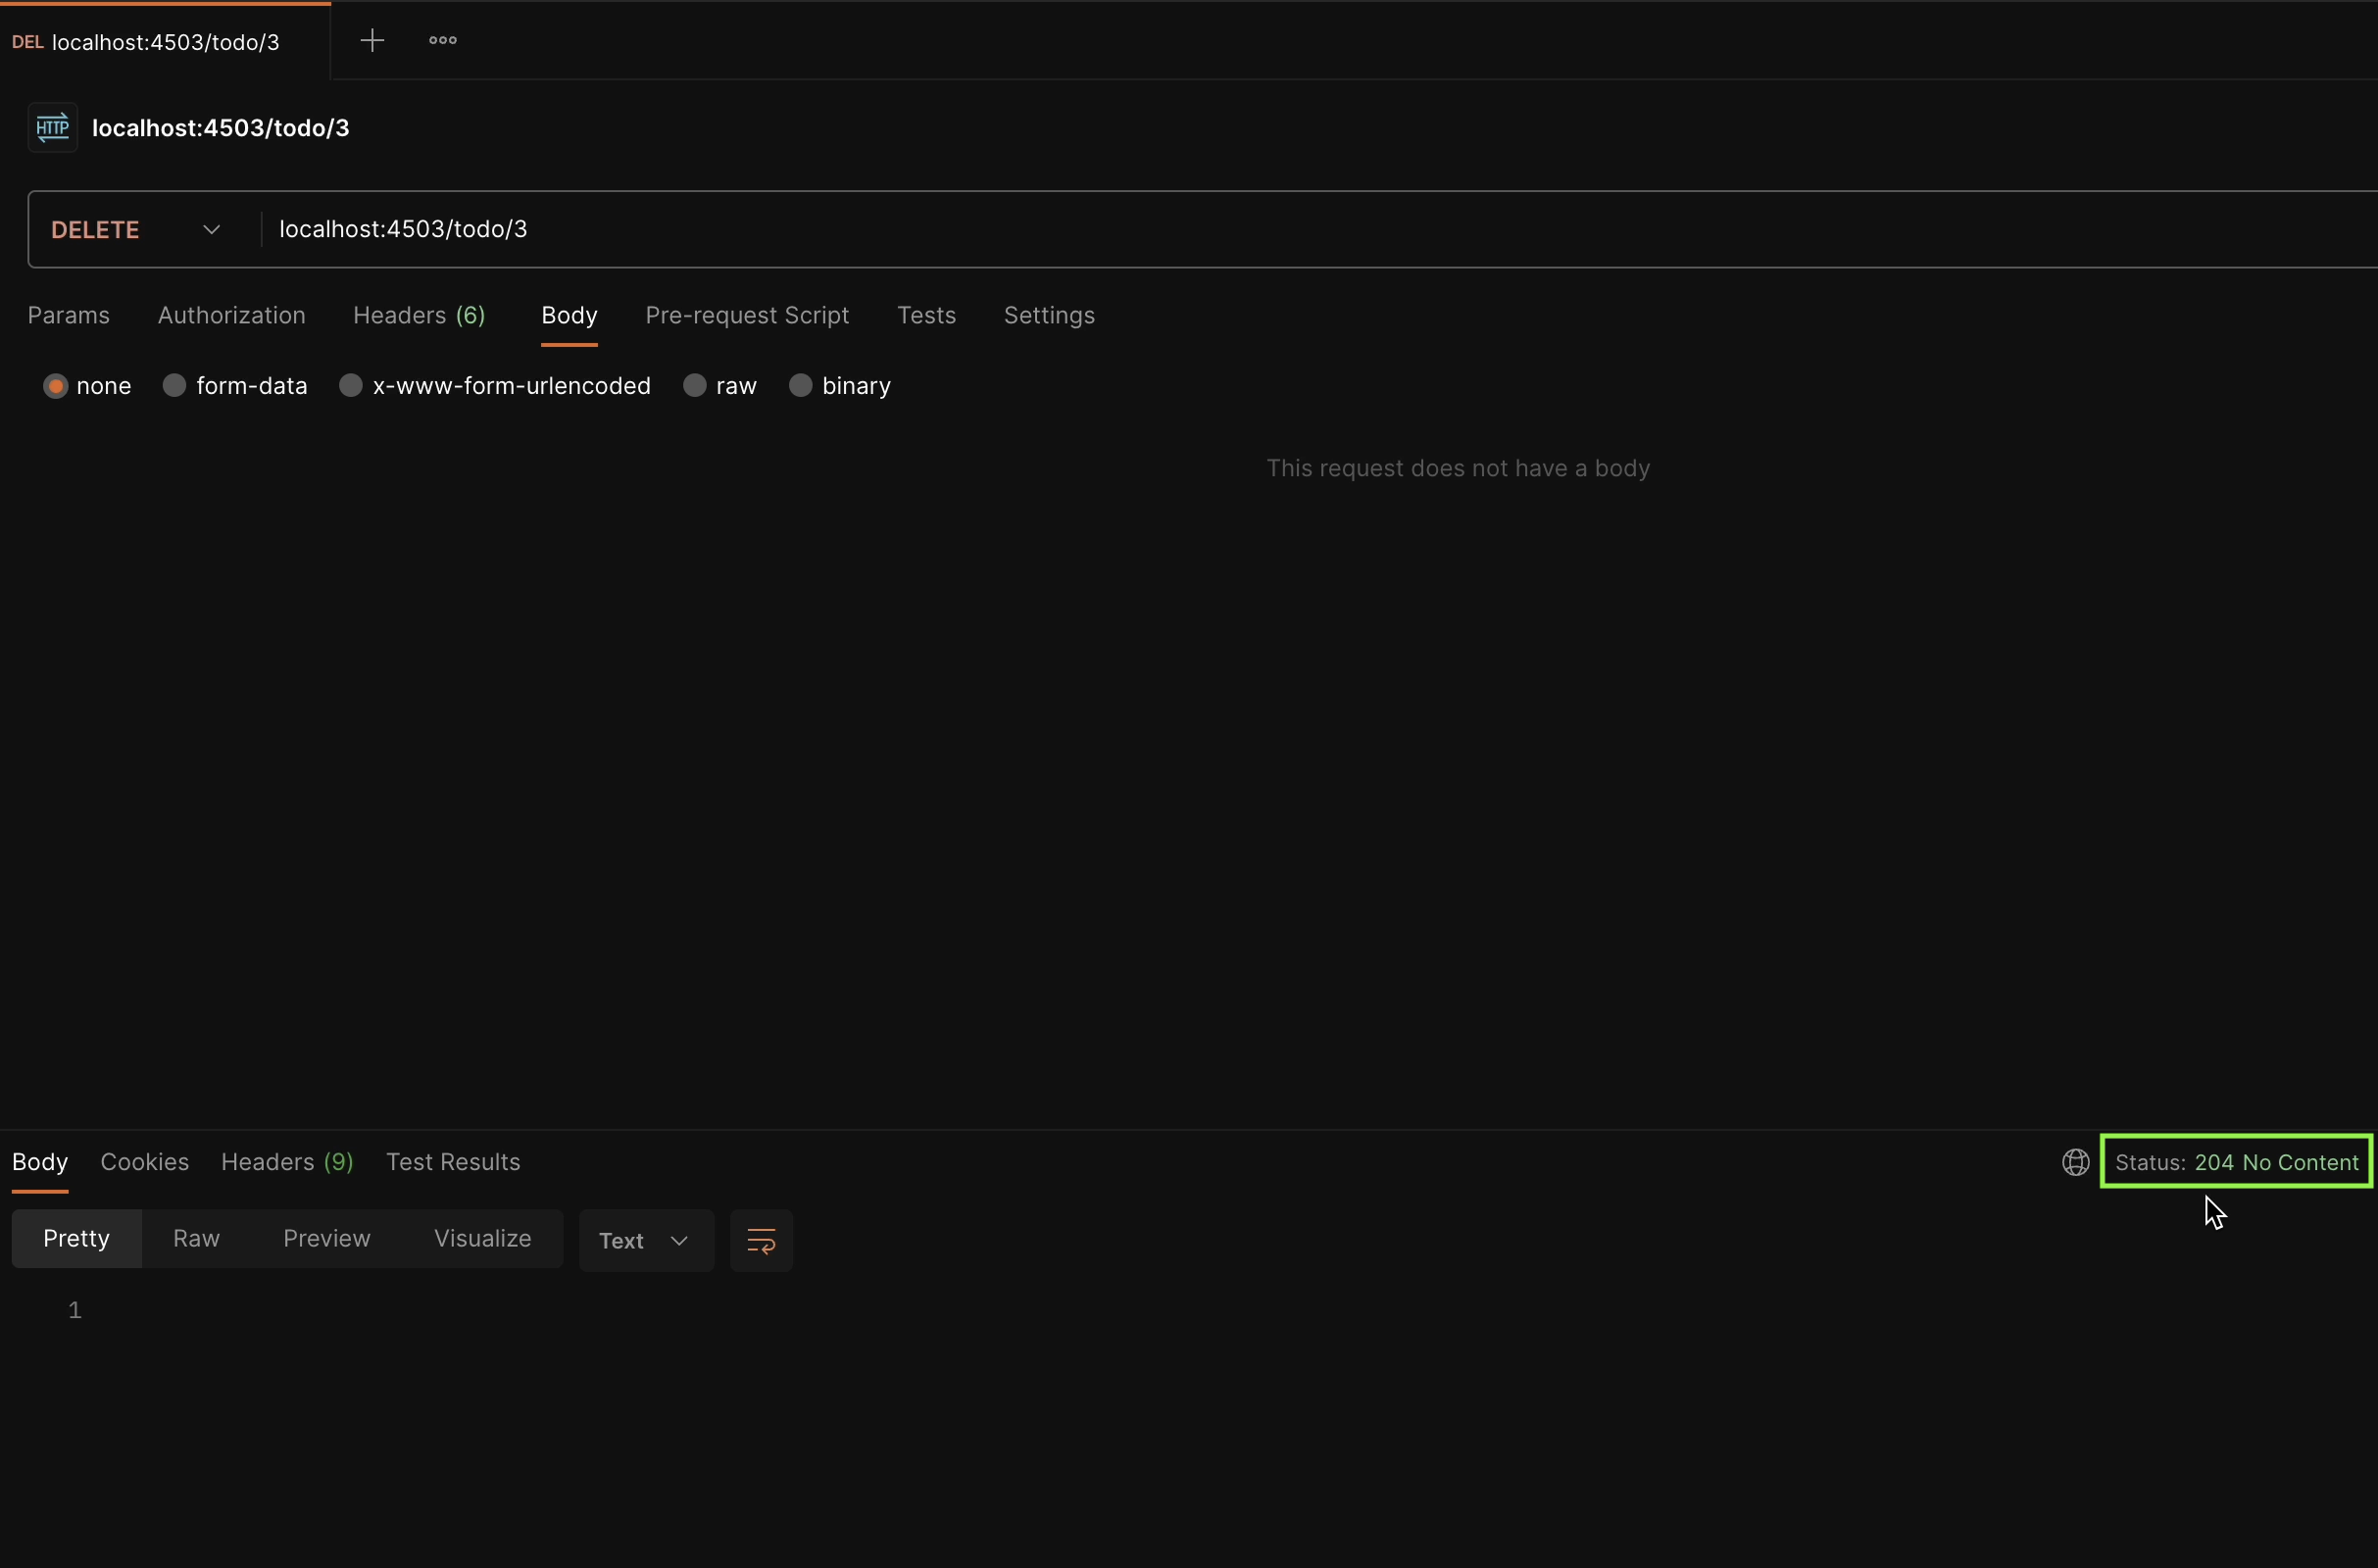 DEL localhost:4503/todo/3
HTTP localhost:4503/todo/3
DELETE localhost:4503/todo/3
Params Authorization Headers (6) Body Pre-request Script Tests Settings
none form-data x-www-form-urlencoded raw binary
This request does not have a body
Body Cookies Headers (9) Test Results Status: 204 No Content
Pretty Raw Preview Visualize Text
1